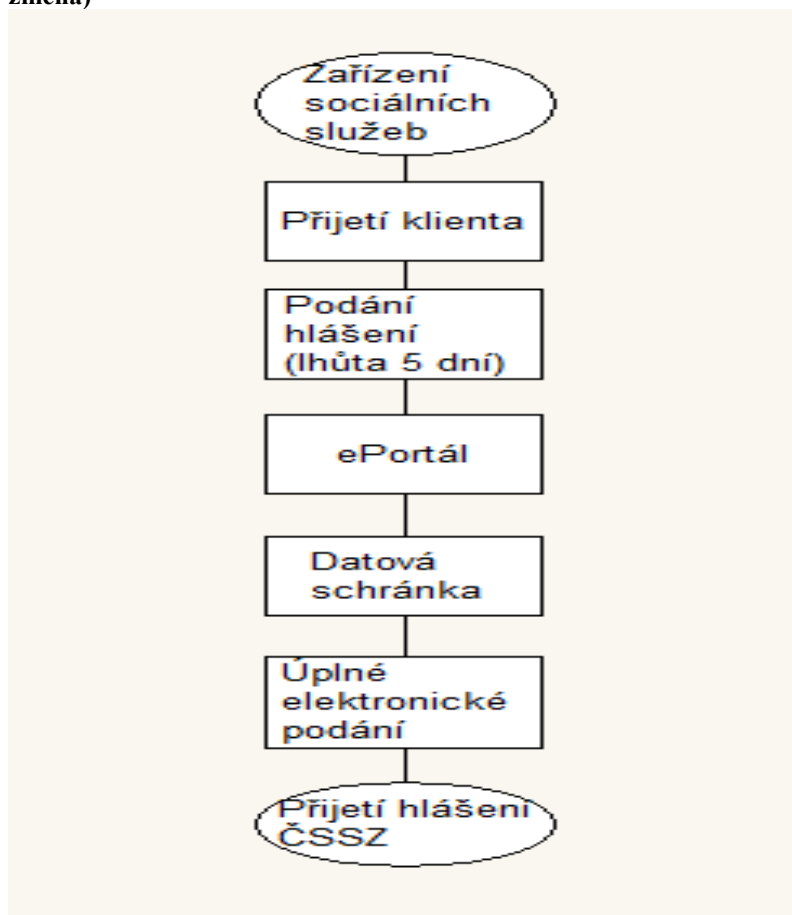 změna)
Zařízení
sociálních
služeb
Přijetí klienta
Podání
hlášení
(lhůta 5 dní)
ePortál
Datová
schránka
Úplné
elektronické
podání
Přijetí hlášení
ČSSZ